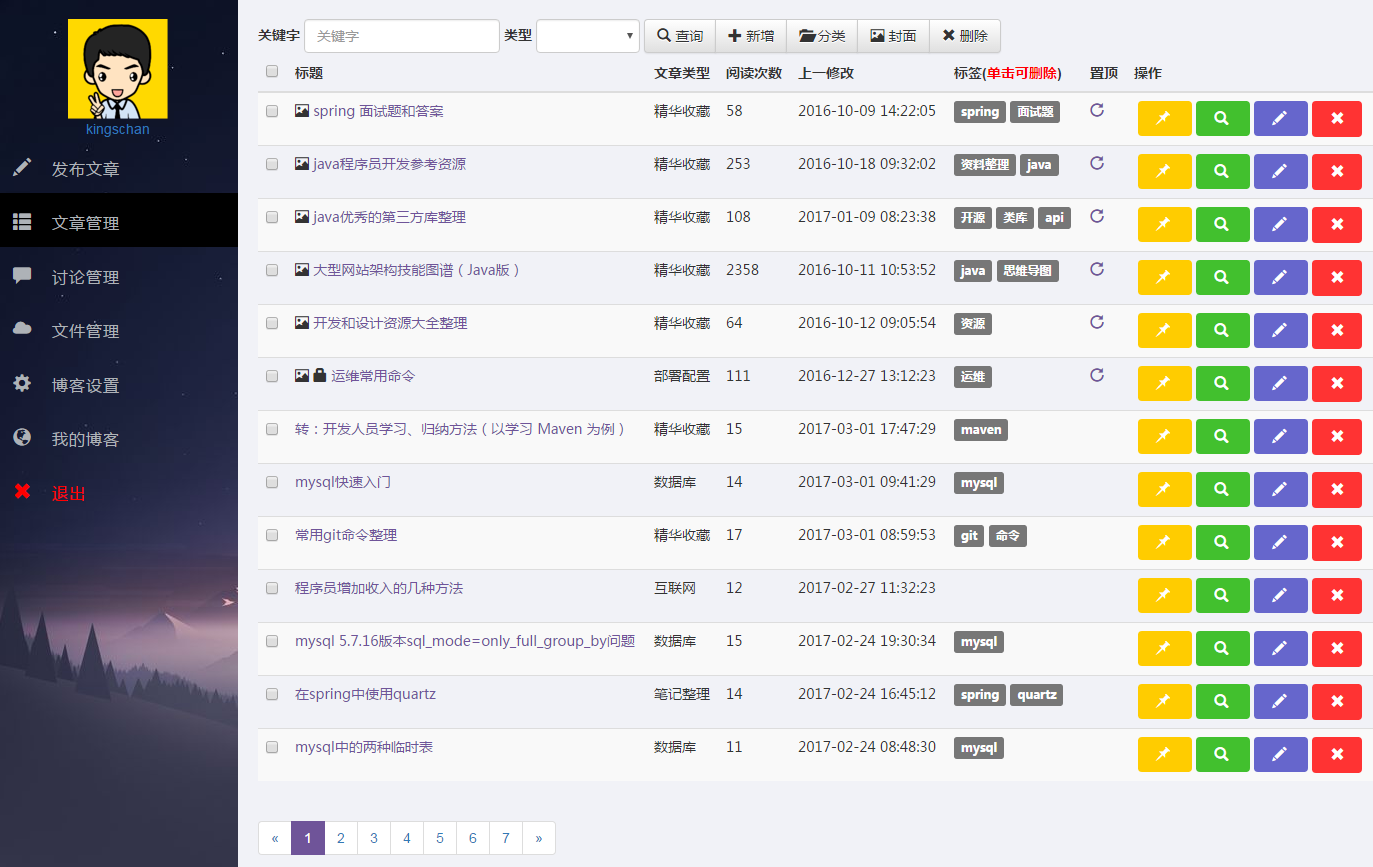 kingschan
发布文章
文章管理
讨论管理
文件管理
博客设置
我的博客
退出
关键字 关键字 类型 查询 新增 分类 封面 删除
标题 文章类型 阅读次数 上一修改 标签(单击可删除) 置顶 操作
spring 面试题和答案 精华收藏 58 2016-10-09 14:22:05 spring 面试题
java程序员开发参考资源 精华收藏 253 2016-10-18 09:32:02 资料整理 java
java优秀的第三方库整理 精华收藏 108 2017-01-09 08:23:38 开源 类库 api
大型网站架构技能图谱（Java版） 精华收藏 2358 2016-10-11 10:53:52 java 思维导图
开发和设计资源大全整理 精华收藏 64 2016-10-12 09:05:54 资源
运维常用命令 部署配置 111 2016-12-27 13:12:23 运维
转：开发人员学习、归纳方法（以学习 Maven 为例） 精华收藏 15 2017-03-01 17:47:29 maven
mysql快速入门 数据库 14 2017-03-01 09:41:29 mysql
常用git命令整理 精华收藏 17 2017-03-01 08:59:53 git 命令
程序员增加收入的几种方法 互联网 12 2017-02-27 11:32:23
mysql 5.7.16版本sql_mode=only_full_group_by问题 数据库 15 2017-02-24 19:30:34 mysql
在spring中使用quartz 笔记整理 14 2017-02-24 16:45:12 spring quartz
mysql中的两种临时表 数据库 11 2017-02-24 08:48:30 mysql
« 1 2 3 4 5 6 7 »